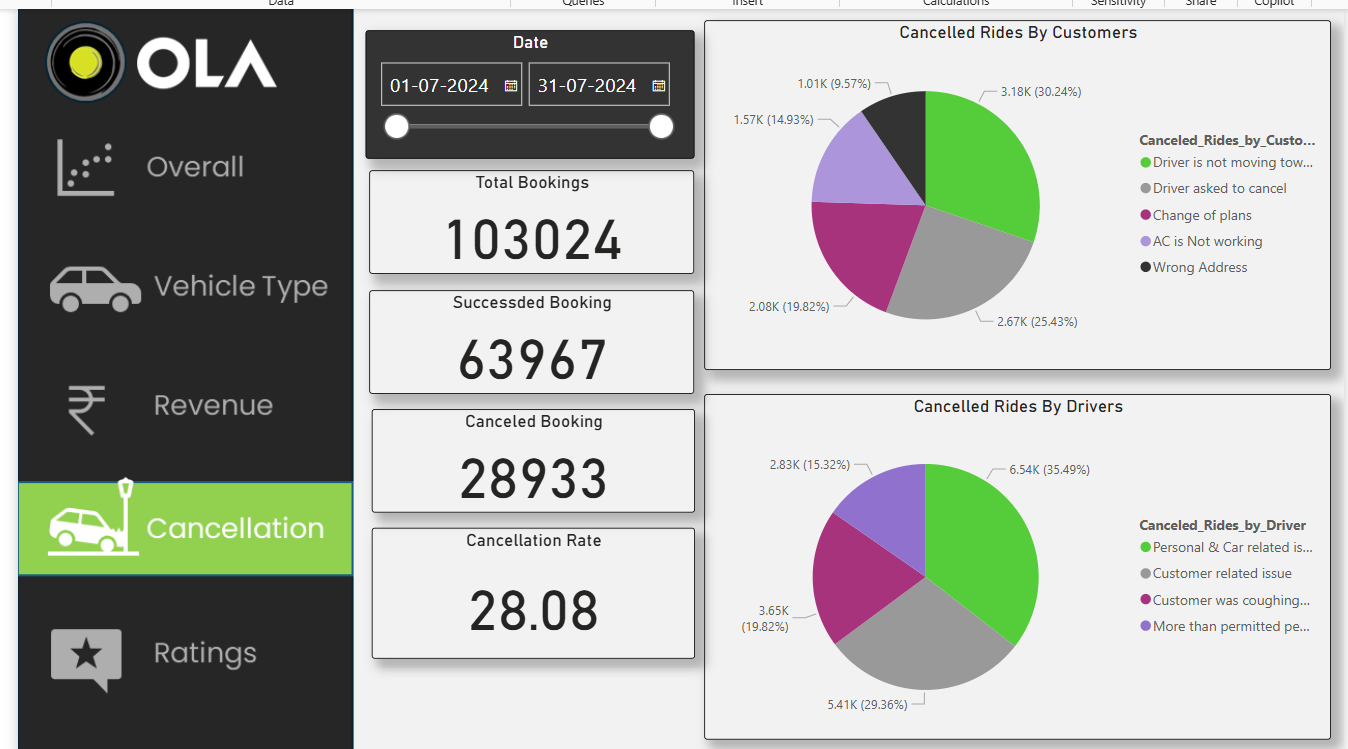 Data
Queries
Insert
Calculations
Sensitivity
Share
Copilot
OLA
Overall
Vehicle Type
Revenue
Cancellation
Ratings
Date
01-07-2024
31-07-2024
Total Bookings
103024
Successded Booking
63967
Canceled Booking
28933
Cancellation Rate
28.08
Cancelled Rides By Customers
1.01K (9.57%)
3.18K (30.24%)
1.57K (14.93%)
2.08K (19.82%)
2.67K (25.43%)
Canceled_Rides_by_Custo...
Driver is not moving tow...
Driver asked to cancel
Change of plans
AC is Not working
Wrong Address
Cancelled Rides By Drivers
2.83K (15.32%)
6.54K (35.49%)
3.65K
(19.82%)
5.41K (29.36%)
Canceled_Rides_by_Driver
Personal & Car related is...
Customer related issue
Customer was coughing...
More than permitted pe...